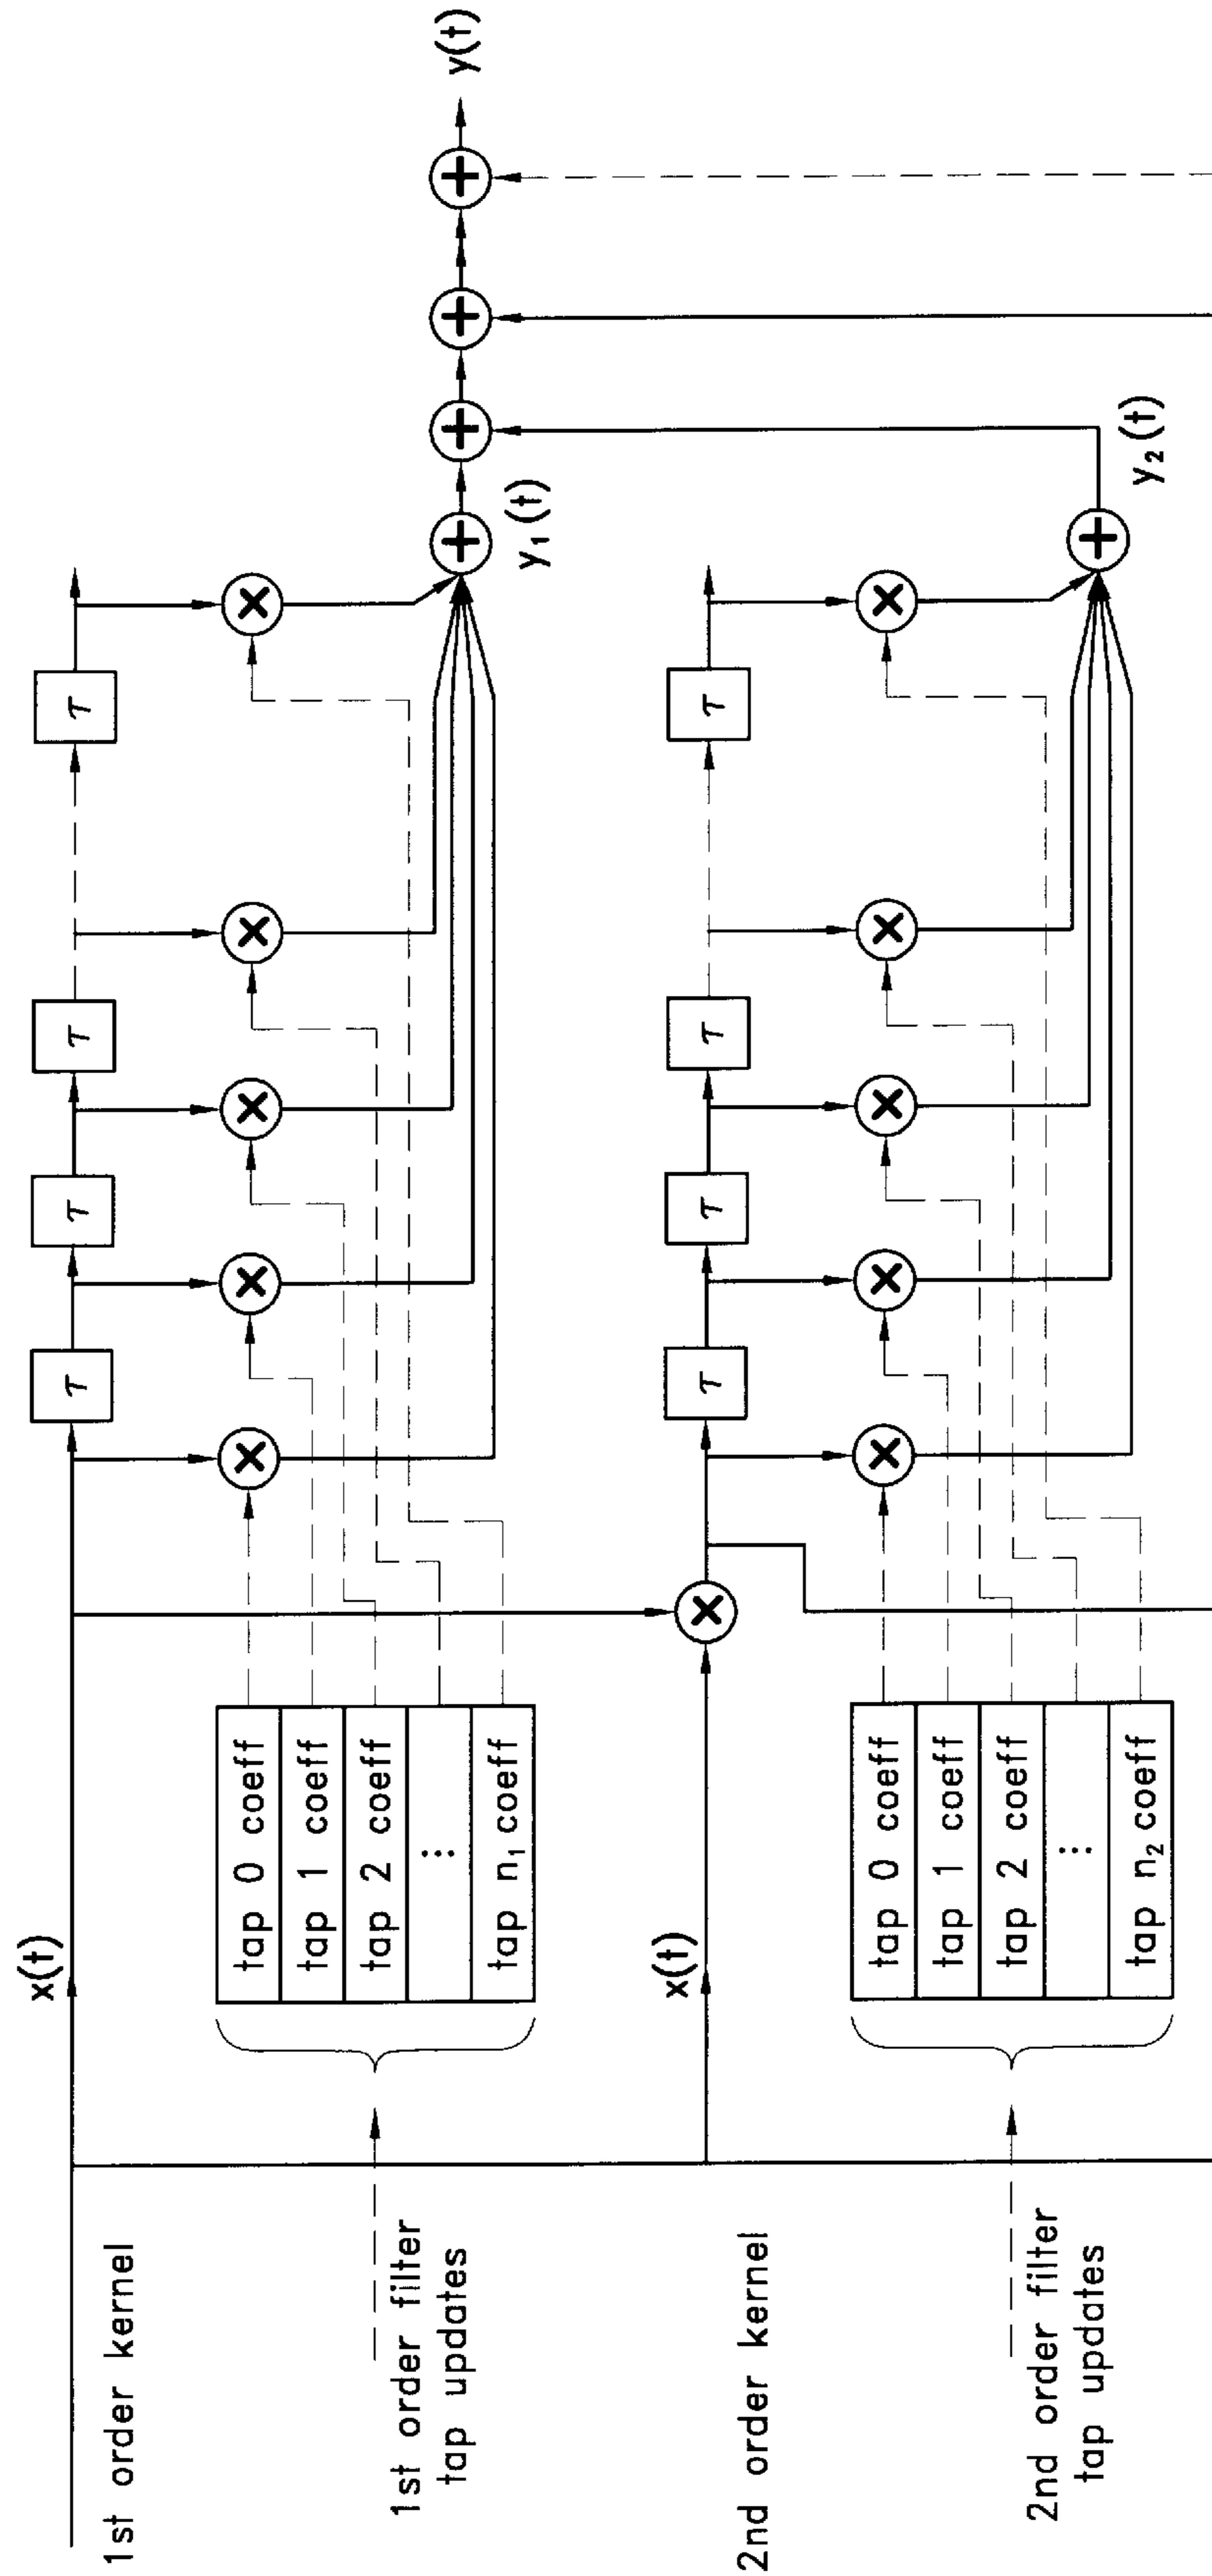 1st order kernel
x(t)
τ
τ
τ
τ
1st order filter
tap updates
tap 0 coeff
tap 1 coeff
tap 2 coeff
⋮
tap n₁ coeff
y₁(t)
y(t)
2nd order kernel
x(t)
τ
τ
τ
τ
2nd order filter
tap updates
tap 0 coeff
tap 1 coeff
tap 2 coeff
⋮
tap n₂ coeff
y₂(t)